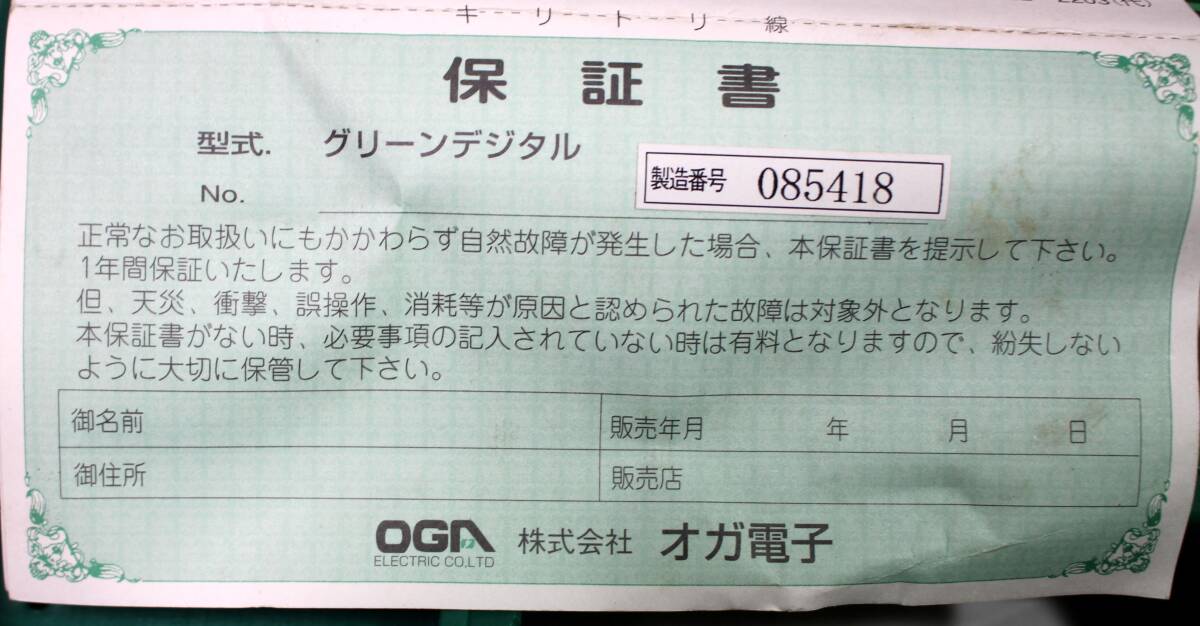 2203(代)
キリトリ線
保証書
型式. グリーンデジタル
No.
製造番号 085418
正常なお取扱いにもかかわらず自然故障が発生した場合、本保証書を提示して下さい。
1年間保証いたします。
但、天災、衝撃、誤操作、消耗等が原因と認められた故障は対象外となります。
本保証書がない時、必要事項の記入されていない時は有料となりますので、紛失しない
ように大切に保管して下さい。
御名前
販売年月 年 月 日
御住所
販売店
OGA
ELECTRIC CO,LTD
株式会社 オガ電子